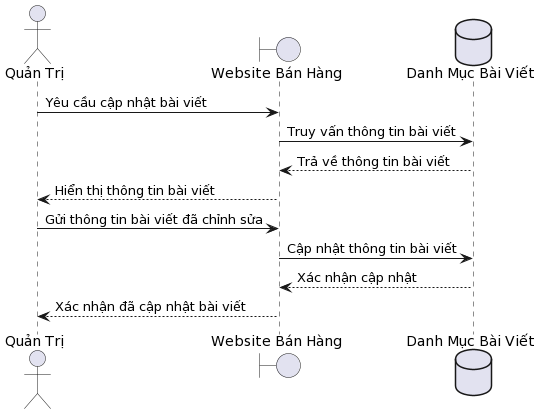 Quản Trị
Website Bán Hàng
Danh Mục Bài Viết
Yêu cầu cập nhật bài viết
Truy vấn thông tin bài viết
Trả về thông tin bài viết
Hiển thị thông tin bài viết
Gửi thông tin bài viết đã chỉnh sửa
Cập nhật thông tin bài viết
Xác nhận cập nhật
Xác nhận đã cập nhật bài viết
Quản Trị
Website Bán Hàng
Danh Mục Bài Viết